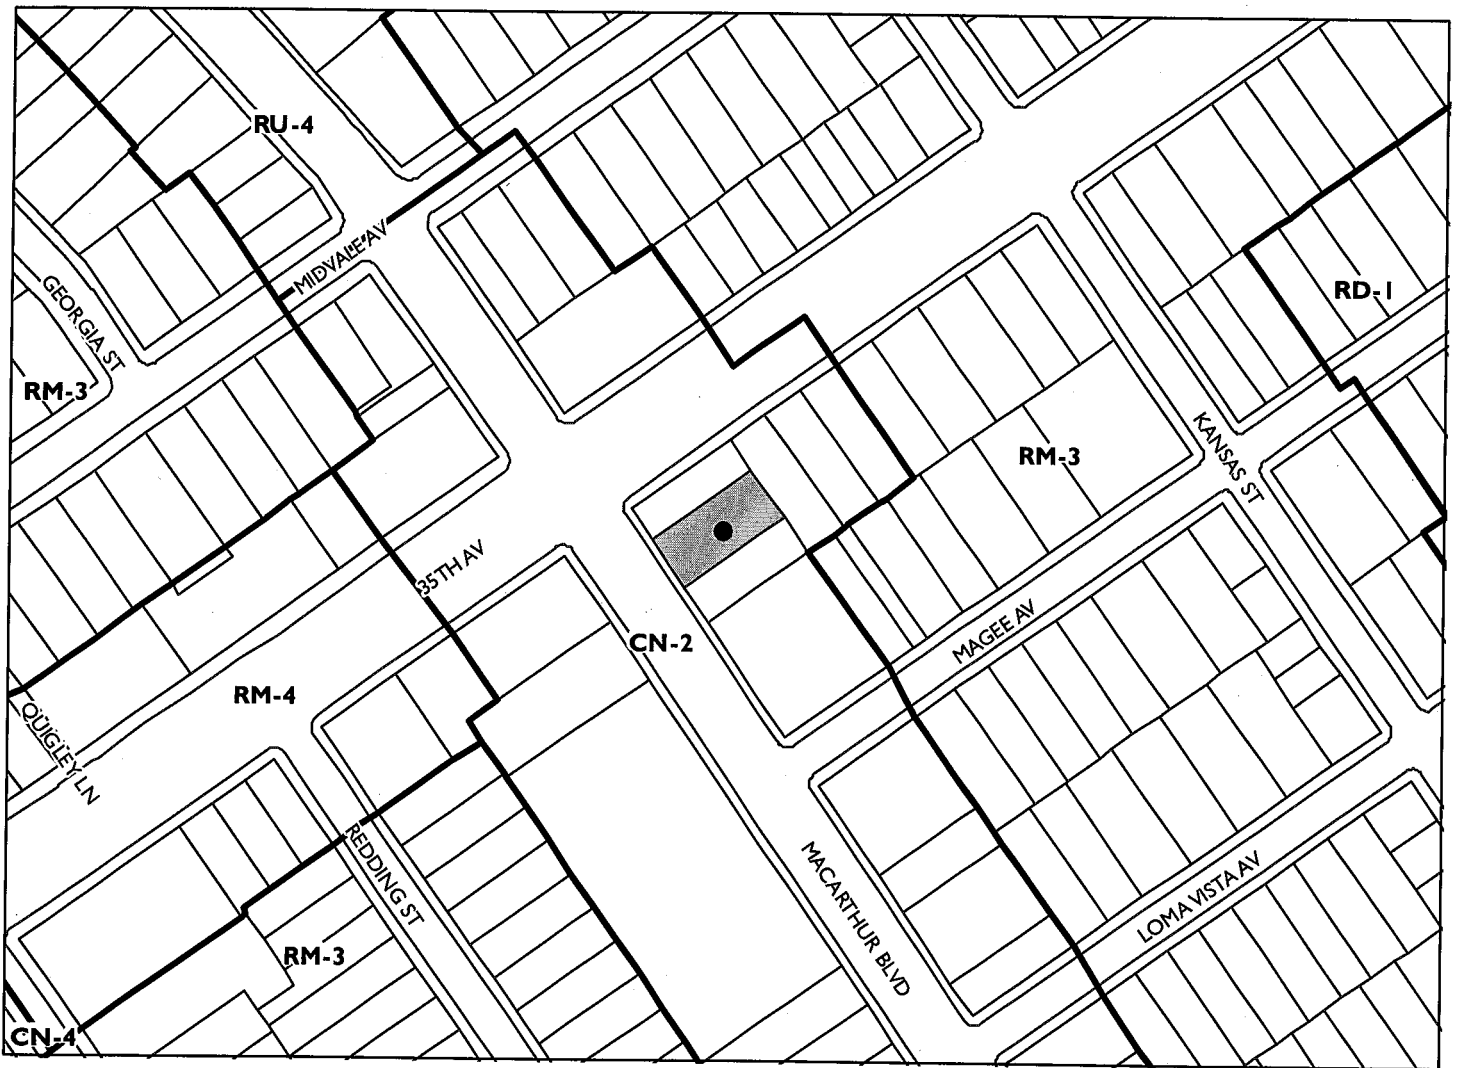 RU-4
MIDVALE AV
GEORGIA ST
RD-1
RM-3
KANSAS ST
RM-3
35TH AV
MAGEE AV
CN-2
RM-4
QUIGLEY LN
REDDING ST
MACARTHUR BLVD
LOMA VISTA AV
RM-3
CN-4